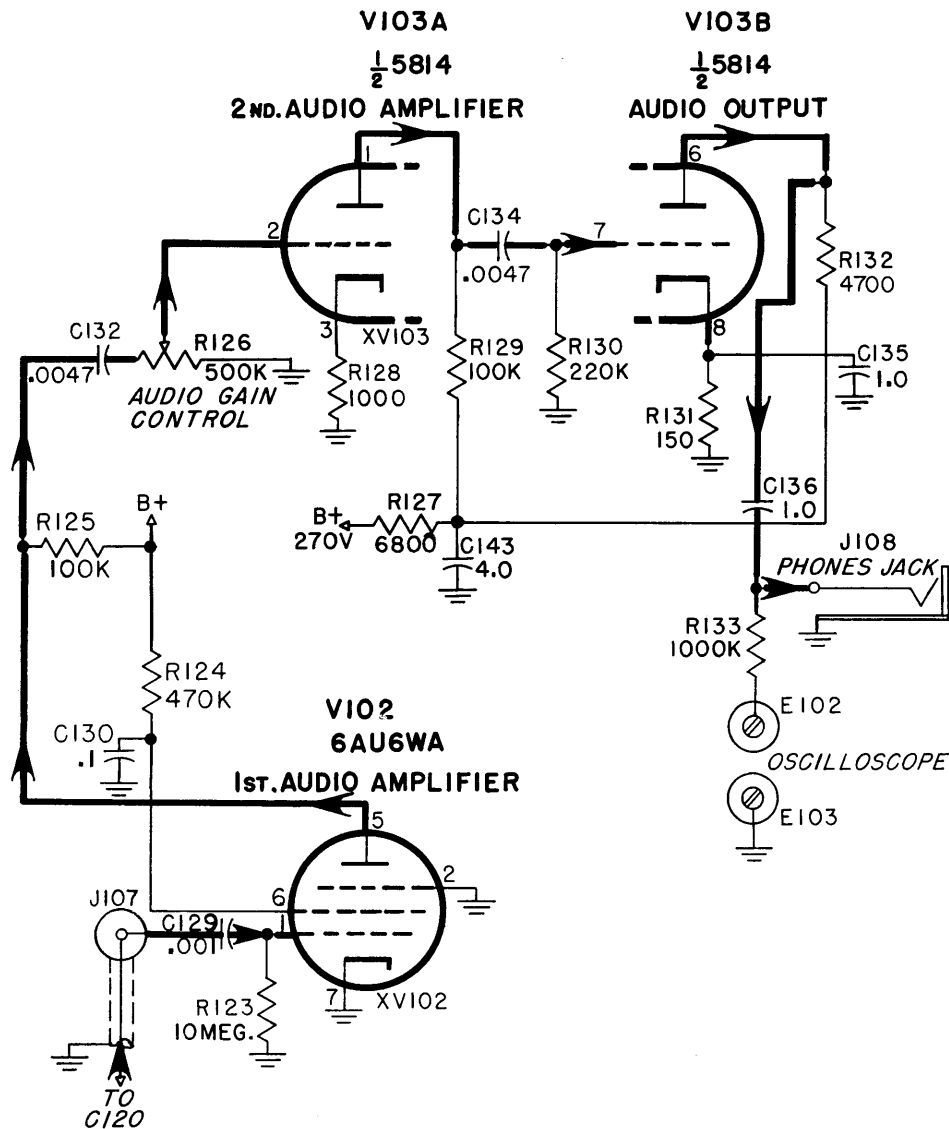 V103A
1/2 5814
2ND. AUDIO AMPLIFIER
V103B
1/2 5814
AUDIO OUTPUT
1
6
2
C134
.0047
7
3
XV103
8
R132
4700
C132
.0047
R126
500K
AUDIO GAIN
CONTROL
R128
1000
R129
100K
R130
220K
C135
1.0
R131
150
B+
R125
100K
B+
270V
R127
6800
C143
4.0
C136
1.0
J108
PHONES JACK
R124
470K
R133
1000K
C130
.1
V102
6AU6WA
1ST. AUDIO AMPLIFIER
E102
OSCILLOSCOPE
E103
5
2
6
1
J107
C129
.001
7
XV102
R123
10MEG.
TO
C120